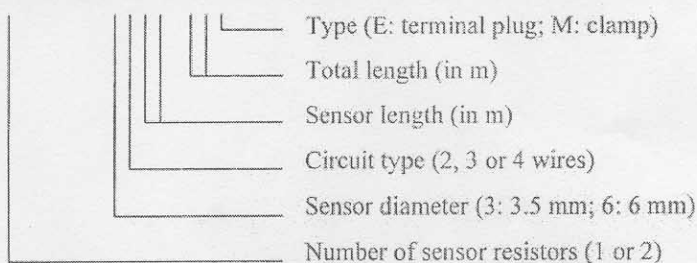 Type (E: terminal plug; M: clamp)
Total length (in m)
Sensor length (in m)
Circuit type (2, 3 or 4 wires)
Sensor diameter (3: 3.5 mm; 6: 6 mm)
Number of sensor resistors (1 or 2)